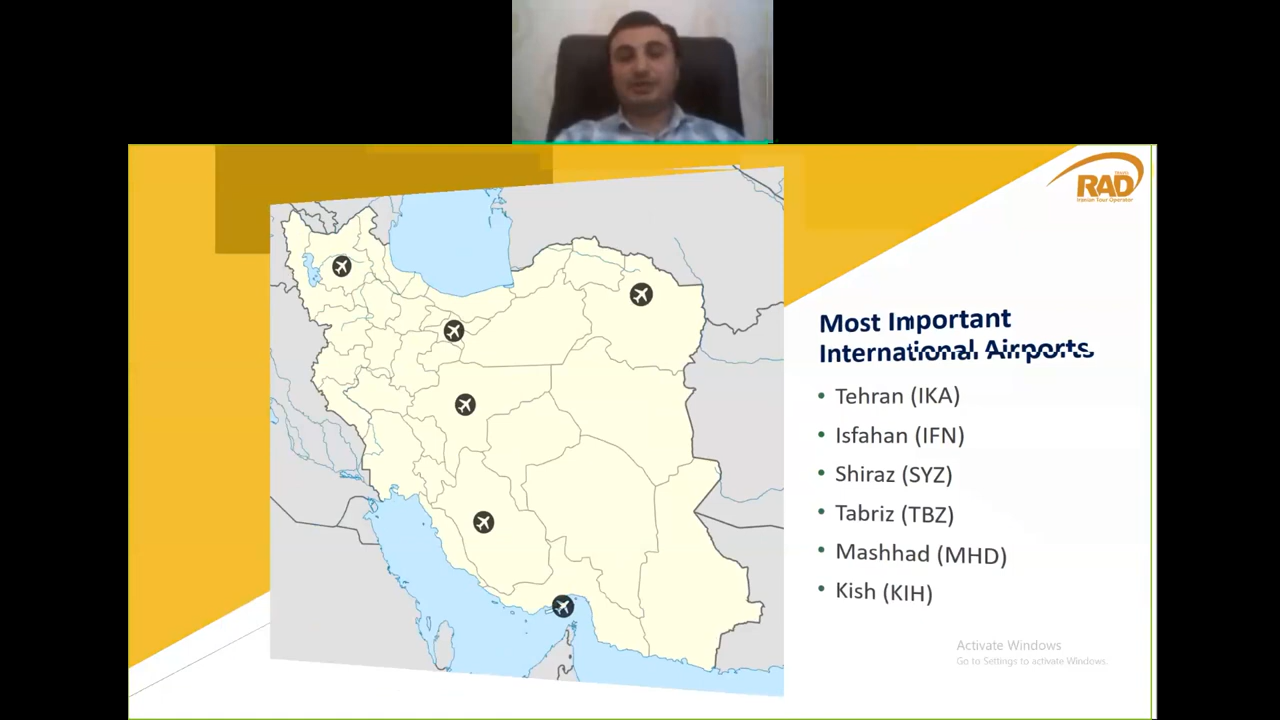 RAD
Iranian Tour Operator
Most Important
International Airports
• Tehran (IKA)
• Isfahan (IFN)
• Shiraz (SYZ)
• Tabriz (TBZ)
• Mashhad (MHD)
• Kish (KIH)
Activate Windows
Go to Settings to activate Windows.